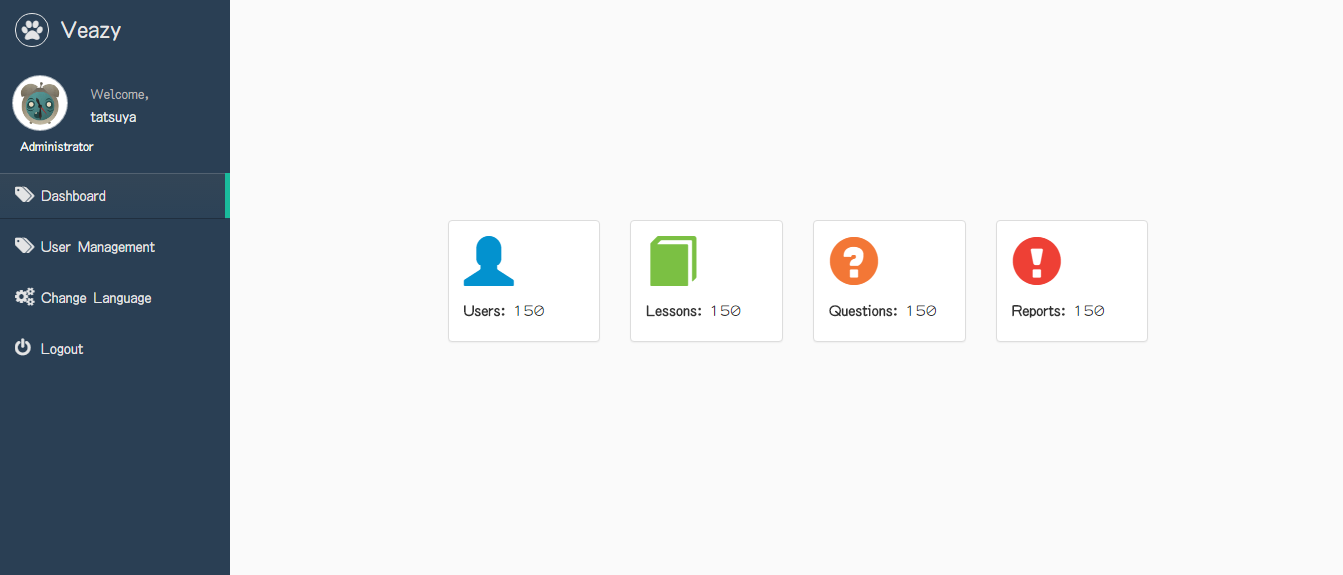 Veazy
Welcome,
tatsuya
Administrator
Dashboard
User Management
Change Language
Logout
Users: 150
Lessons: 150
Questions: 150
Reports: 150